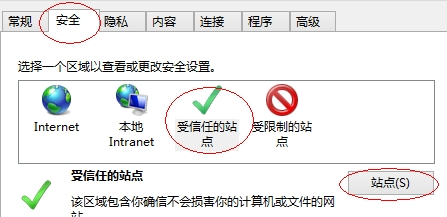 常规 安全 隐私 内容 连接 程序 高级
选择一个区域以查看或更改安全设置。
Internet 本地 受信任的站 受限制的站
Intranet 点 点
受信任的站点 站点(S)
该区域包含你确信不会损害你的计算机或文件的网
站